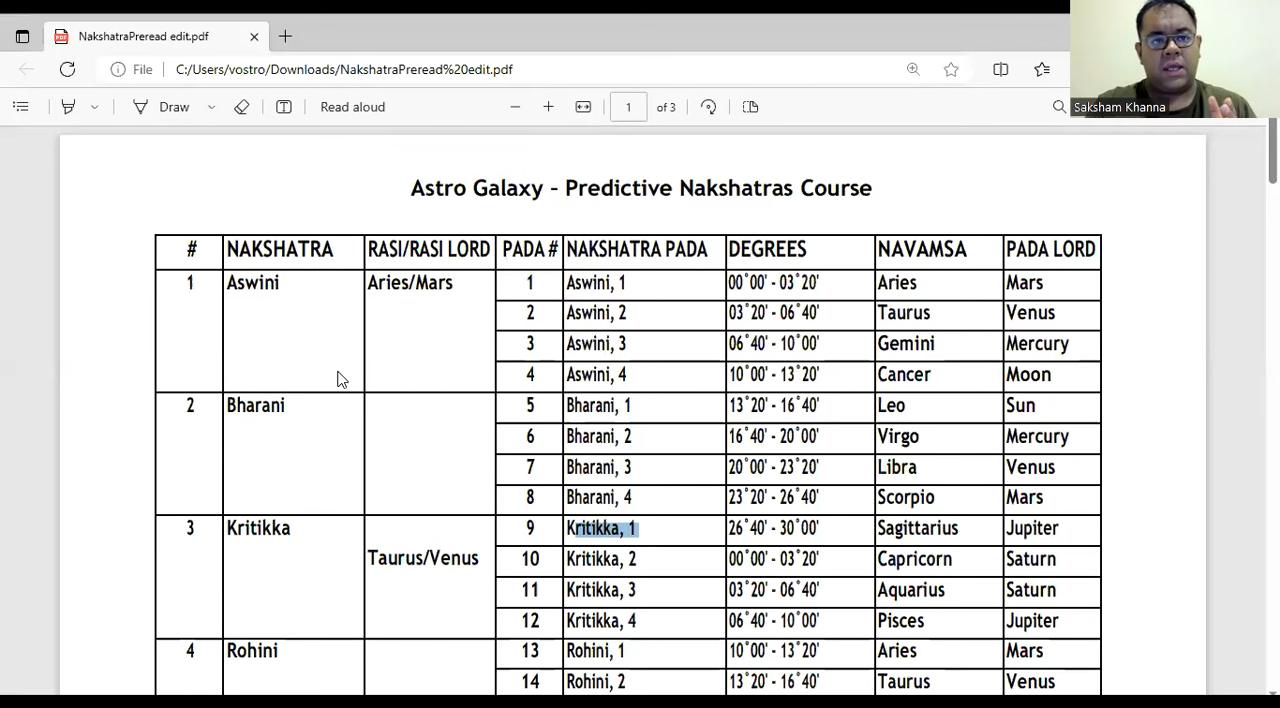 NakshatraPreread edit.pdf
File C:/Users/vostro/Downloads/NakshatraPreread%20edit.pdf
Draw Read aloud 1 of 3
Saksham Khanna
Astro Galaxy - Predictive Nakshatras Course
# NAKSHATRA RASI/RASI LORD PADA # NAKSHATRA PADA DEGREES NAVAMSA PADA LORD
1 Aswini Aries/Mars 1 Aswini, 1 00°00' - 03°20' Aries Mars
2 Aswini, 2 03°20' - 06°40' Taurus Venus
3 Aswini, 3 06°40' - 10°00' Gemini Mercury
4 Aswini, 4 10°00' - 13°20' Cancer Moon
2 Bharani 5 Bharani, 1 13°20' - 16°40' Leo Sun
6 Bharani, 2 16°40' - 20°00' Virgo Mercury
7 Bharani, 3 20°00' - 23°20' Libra Venus
8 Bharani, 4 23°20' - 26°40' Scorpio Mars
3 Kritikka 9 Kritikka, 1 26°40' - 30°00' Sagittarius Jupiter
Taurus/Venus 10 Kritikka, 2 00°00' - 03°20' Capricorn Saturn
11 Kritikka, 3 03°20' - 06°40' Aquarius Saturn
12 Kritikka, 4 06°40' - 10°00' Pisces Jupiter
4 Rohini 13 Rohini, 1 10°00' - 13°20' Aries Mars
14 Rohini, 2 13°20' - 16°40' Taurus Venus